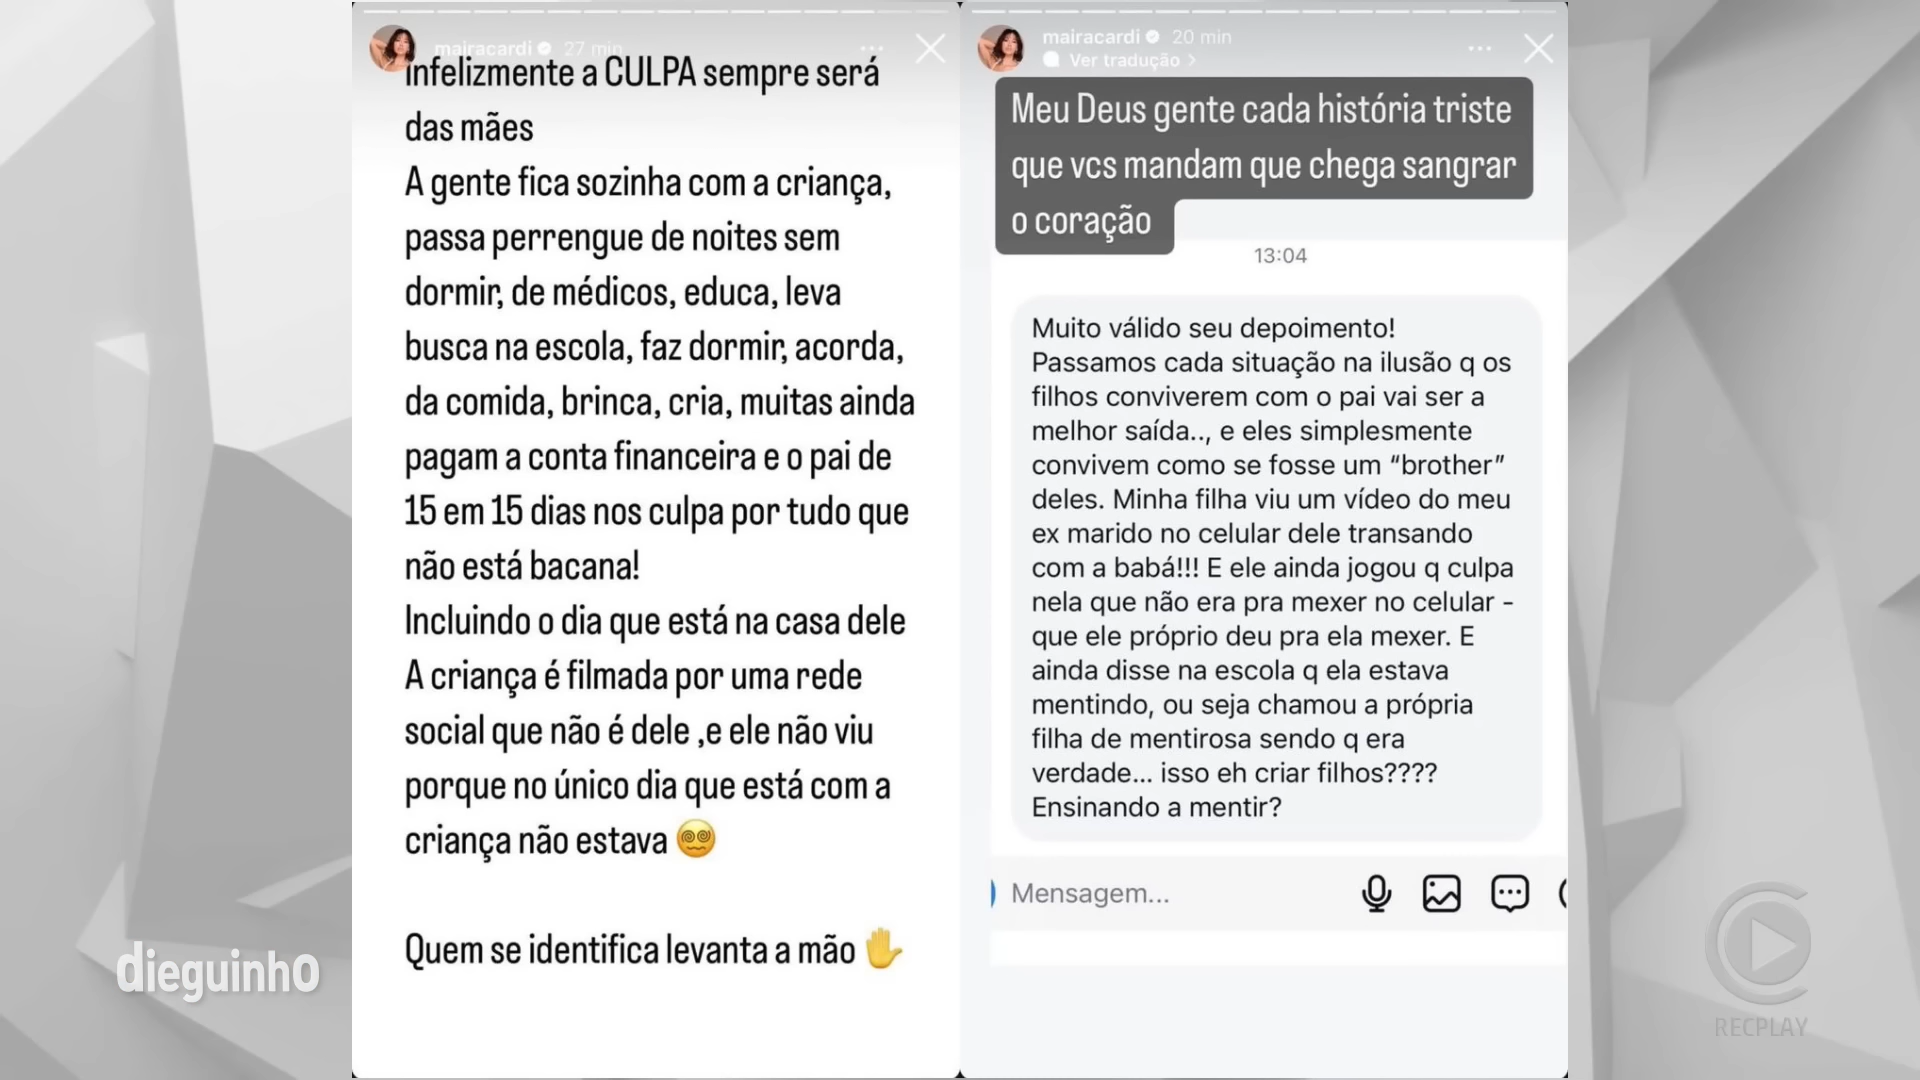 mairacardi 27 min
Infelizmente a CULPA sempre será
das mães
A gente fica sozinha com a criança,
passa perrengue de noites sem
dormir, de médicos, educa, leva
busca na escola, faz dormir, acorda,
da comida, brinca, cria, muitas ainda
pagam a conta financeira e o pai de
15 em 15 dias nos culpa por tudo que
não está bacana!
Incluindo o dia que está na casa dele
A criança é filmada por uma rede
social que não é dele ,e ele não viu
porque no único dia que está com a
criança não estava 😵‍💫
Quem se identifica levanta a mão ✋
mairacardi 20 min
Ver tradução >
Meu Deus gente cada história triste
que vcs mandam que chega sangrar
o coração
13:04
Muito válido seu depoimento!
Passamos cada situação na ilusão q os
filhos conviverem com o pai vai ser a
melhor saída.., e eles simplesmente
convivem como se fosse um “brother”
deles. Minha filha viu um vídeo do meu
ex marido no celular dele transando
com a babá!!! E ele ainda jogou q culpa
nela que não era pra mexer no celular -
que ele próprio deu pra ela mexer. E
ainda disse na escola q ela estava
mentindo, ou seja chamou a própria
filha de mentirosa sendo q era
verdade... isso eh criar filhos????
Ensinando a mentir?
Mensagem...
dieguinho
RECPLAY